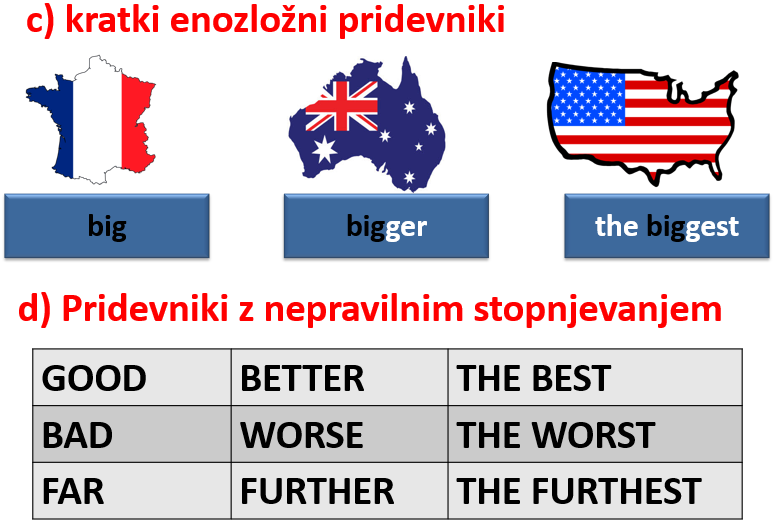 c) kratki enozložni pridevniki
big bigger the biggest
d) Pridevniki z nepravilnim stopnjevanjem
GOOD BETTER THE BEST
BAD WORSE THE WORST
FAR FURTHER THE FURTHEST